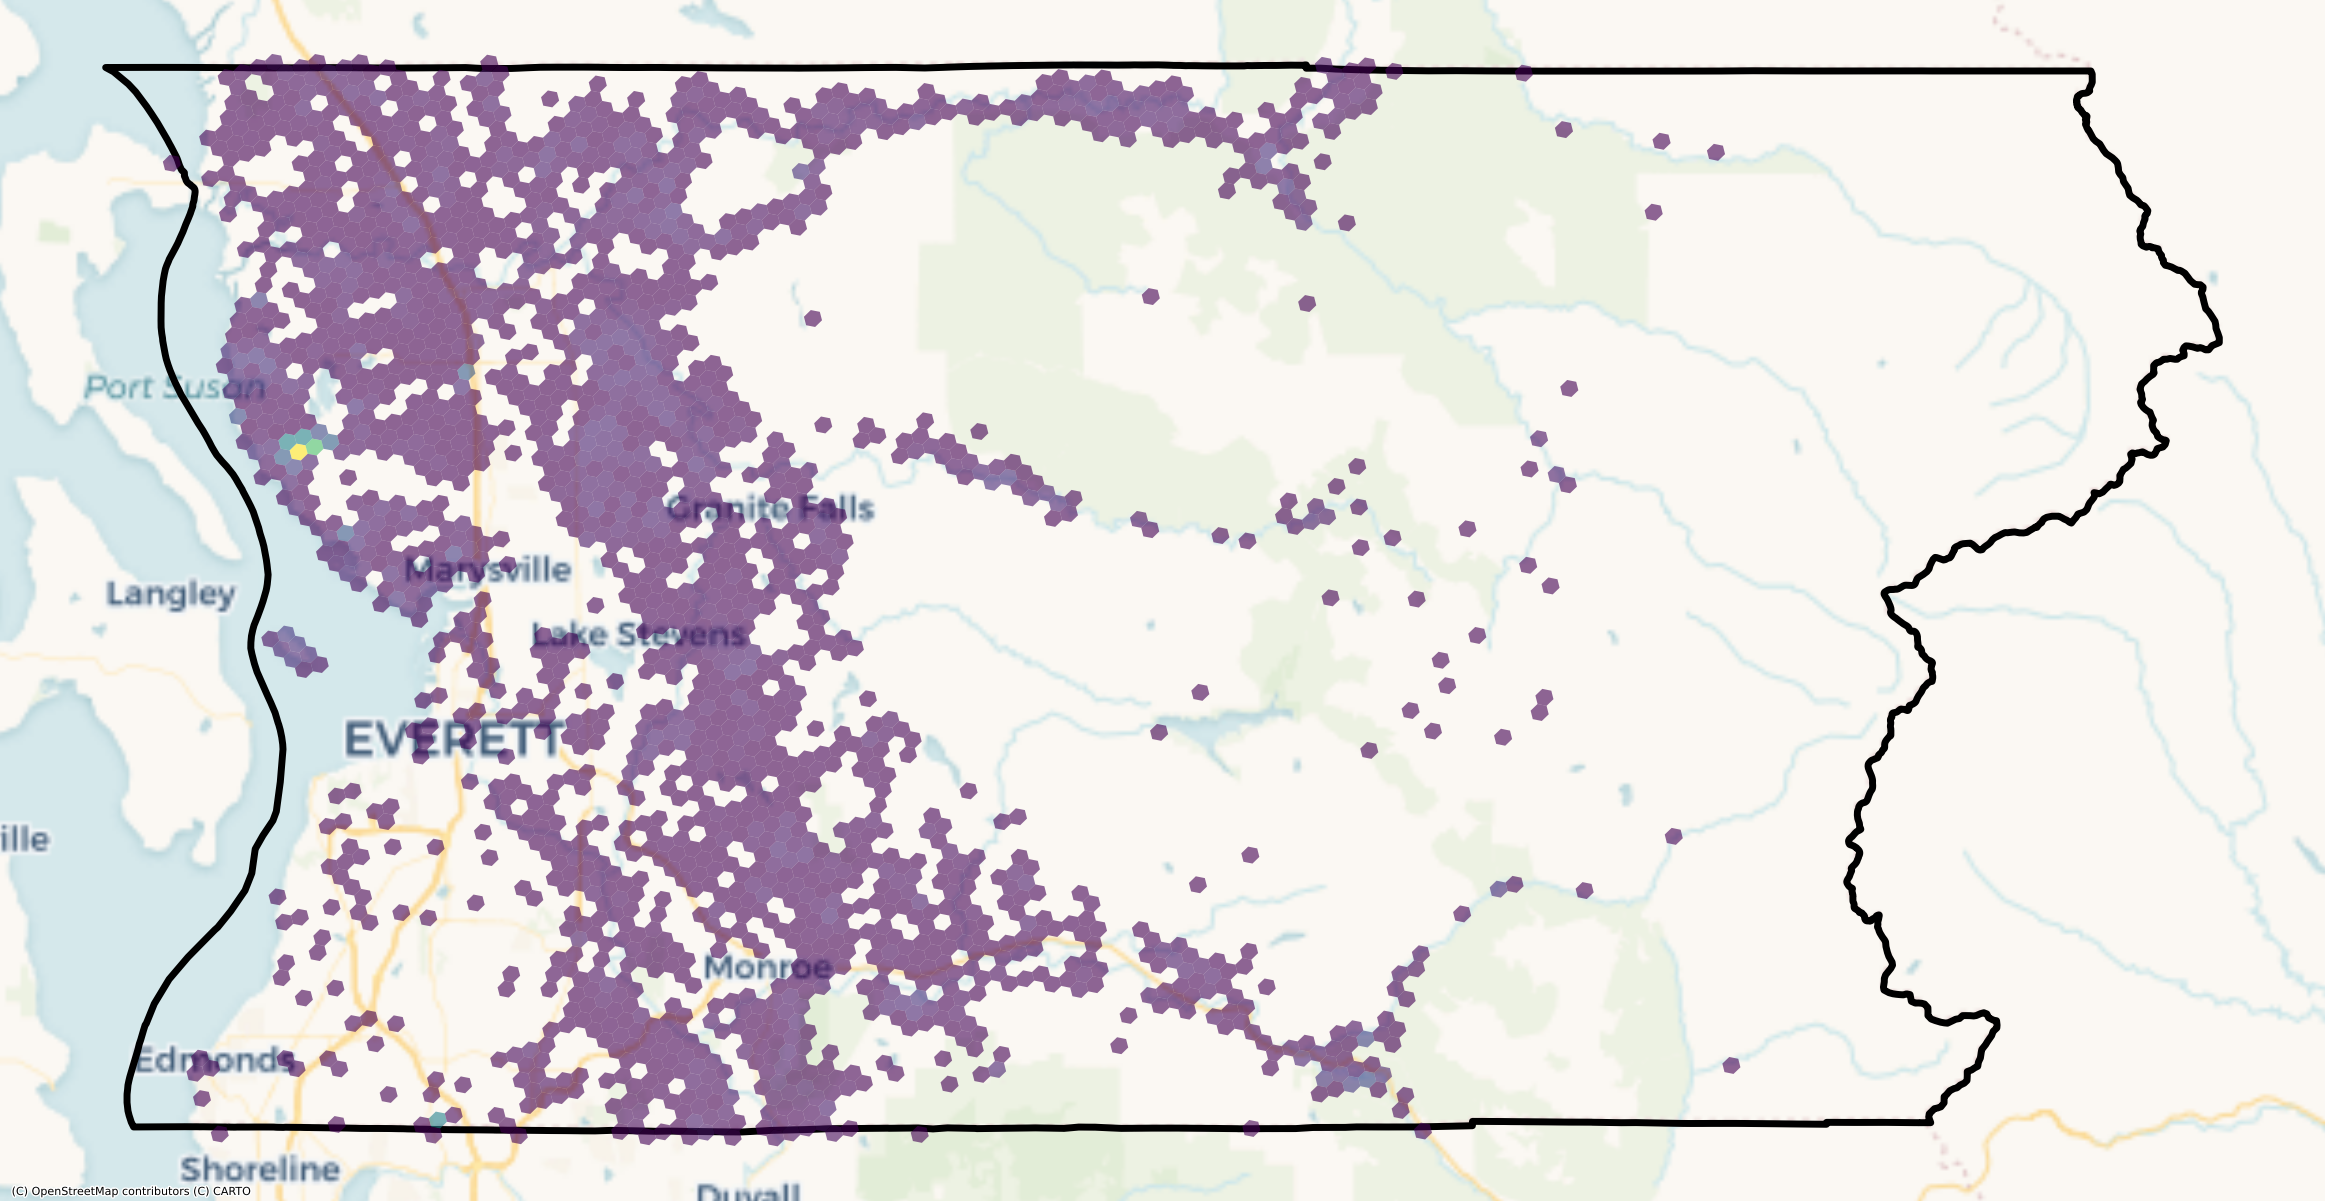 Port Susan
Granite Falls
Marysville
Langley
Lake Stevens
EVERETT
ille
Monroe
Edmonds
Shoreline
Duvall
(C) OpenStreetMap contributors (C) CARTO